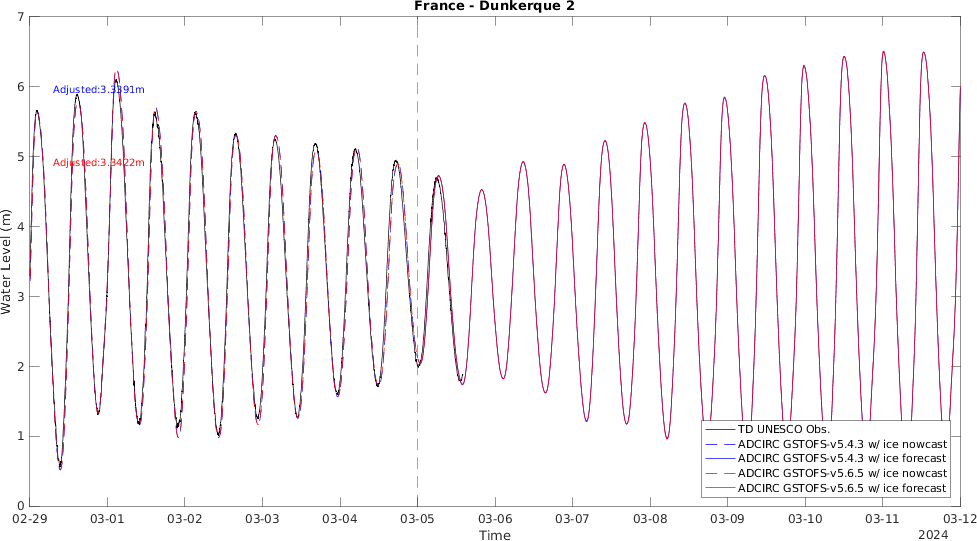 France - Dunkerque 2
7
6
5
4
3
2
1
0
Water Level (m)
Adjusted:3.3391m
Adjusted:3.3422m
TD UNESCO Obs.
ADCIRC GSTOFS-v5.4.3 w/ ice nowcast
ADCIRC GSTOFS-v5.4.3 w/ ice forecast
ADCIRC GSTOFS-v5.6.5 w/ ice nowcast
ADCIRC GSTOFS-v5.6.5 w/ ice forecast
02-29 03-01 03-02 03-03 03-04 03-05 03-06 03-07 03-08 03-09 03-10 03-11 03-12
Time
2024